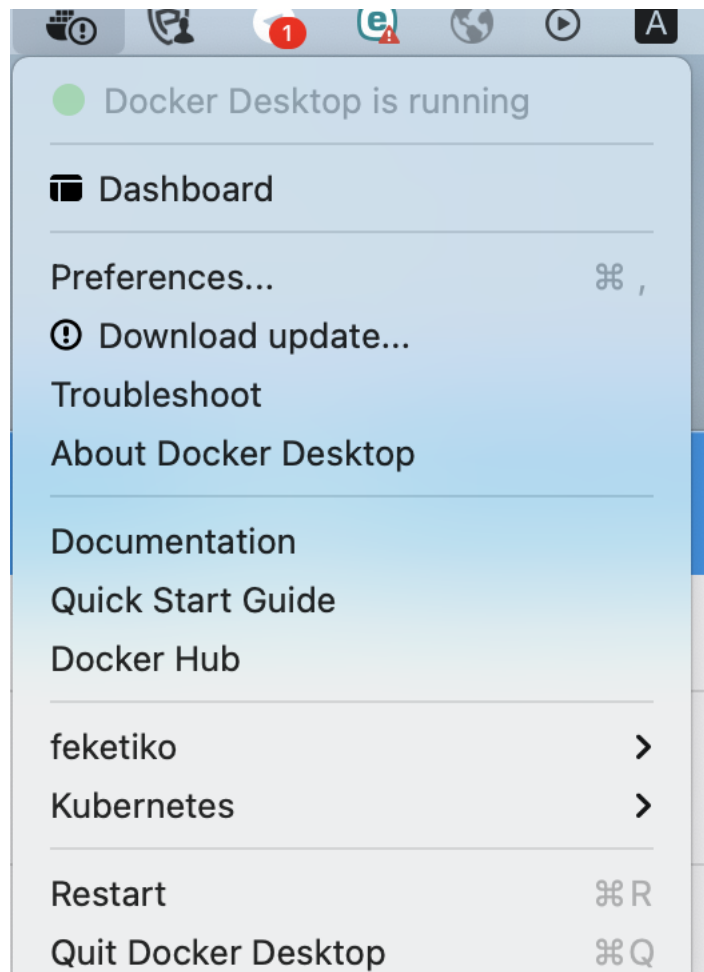 1 e A
Docker Desktop is running
Dashboard
Preferences... ⌘ ,
Download update...
Troubleshoot
About Docker Desktop
Documentation
Quick Start Guide
Docker Hub
feketiko
Kubernetes
Restart ⌘R
Quit Docker Desktop ⌘Q